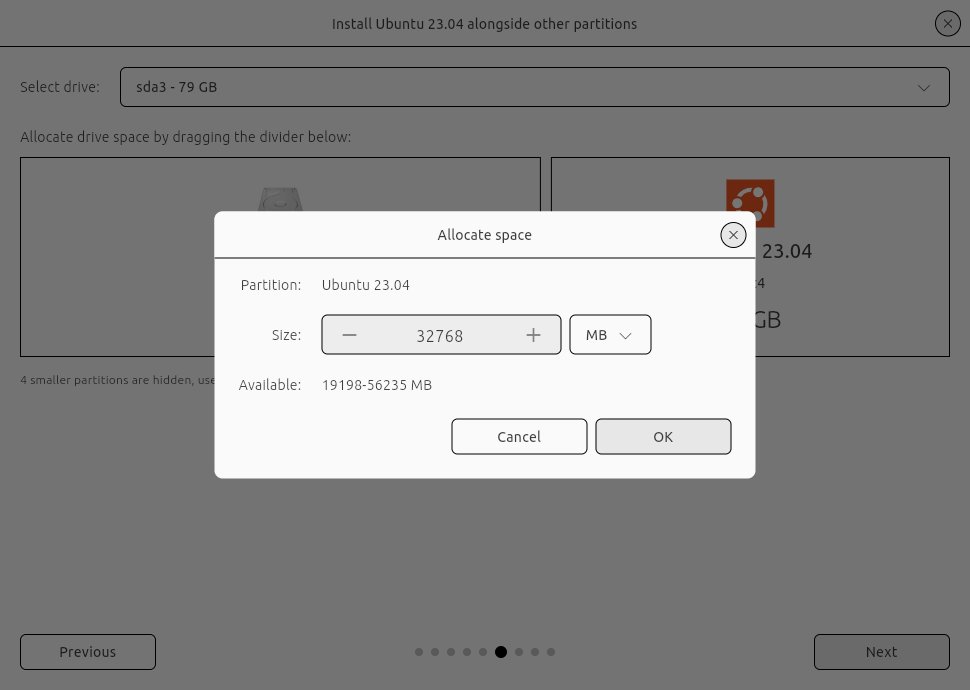 Install Ubuntu 23.04 alongside other partitions
Select drive:
sda3 - 79 GB
Allocate drive space by dragging the divider below:
23.04
GB
4 smaller partitions are hidden, use
Allocate space
Partition:
Ubuntu 23.04
Size:
32768
MB
Available:
19198-56235 MB
Cancel
OK
Previous
Next